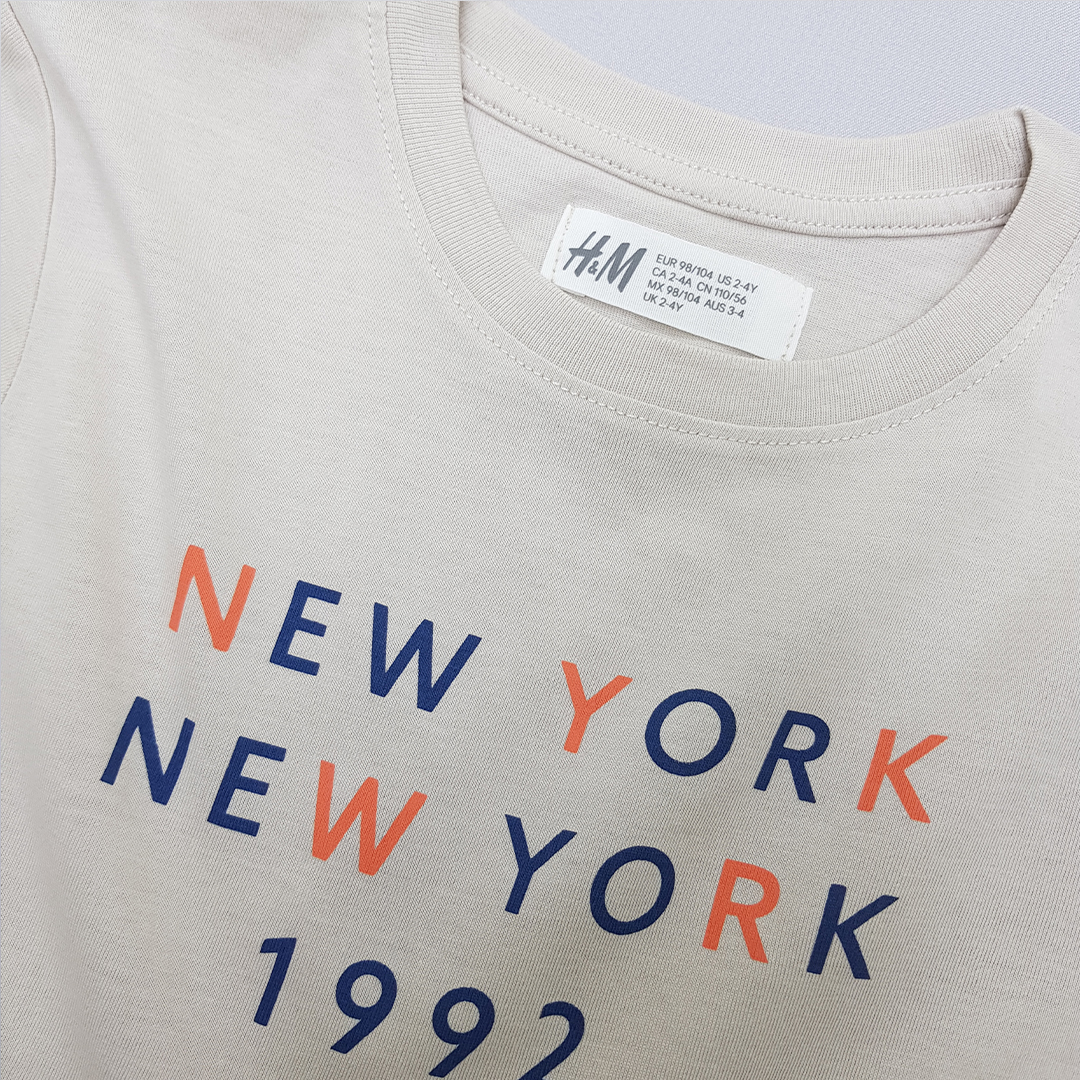 H&M
EUR 98/104 US 2-4Y
CA 2-4A CN 110/56
MX 98/104 AUS 3-4
UK 2-4Y
NEW YORK
NEW YORK
1992